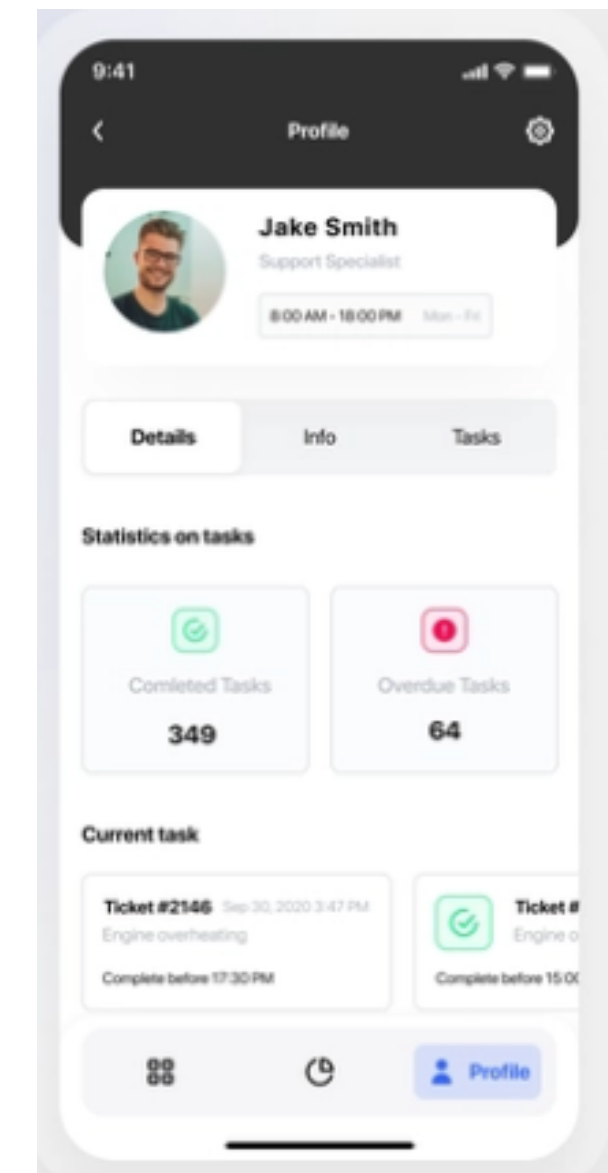 9:41
Profile
Jake Smith
Support Specialist
8:00 AM - 18:00 PM Mon - Fri
Details Info Tasks
Statistics on tasks
Comleted Tasks Overdue Tasks
349 64
Current task
Ticket #2146 Sep 30, 2020 3:47 PM Ticket #
Engine overheating Engine o
Complete before 17:30 PM Complete before 15:00
Profile